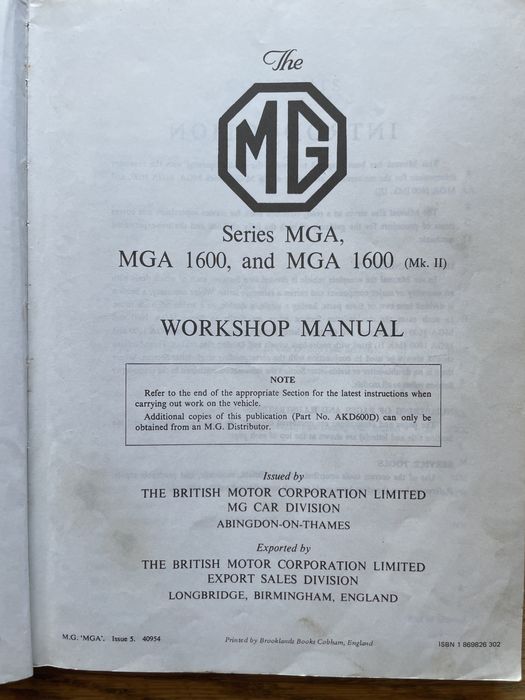 The
MG
Series MGA,
MGA 1600, and MGA 1600 (Mk. II)
WORKSHOP MANUAL
NOTE
Refer to the end of the appropriate Section for the latest instructions when
carrying out work on the vehicle.
Additional copies of this publication (Part No. AKD600D) can only be
obtained from an M.G. Distributor.
Issued by
THE BRITISH MOTOR CORPORATION LIMITED
MG CAR DIVISION
ABINGDON-ON-THAMES
Exported by
THE BRITISH MOTOR CORPORATION LIMITED
EXPORT SALES DIVISION
LONGBRIDGE, BIRMINGHAM, ENGLAND
M.G. 'MGA'. Issue 5. 40954
Printed by Brooklands Books Cobham, England
ISBN 1 869826 302